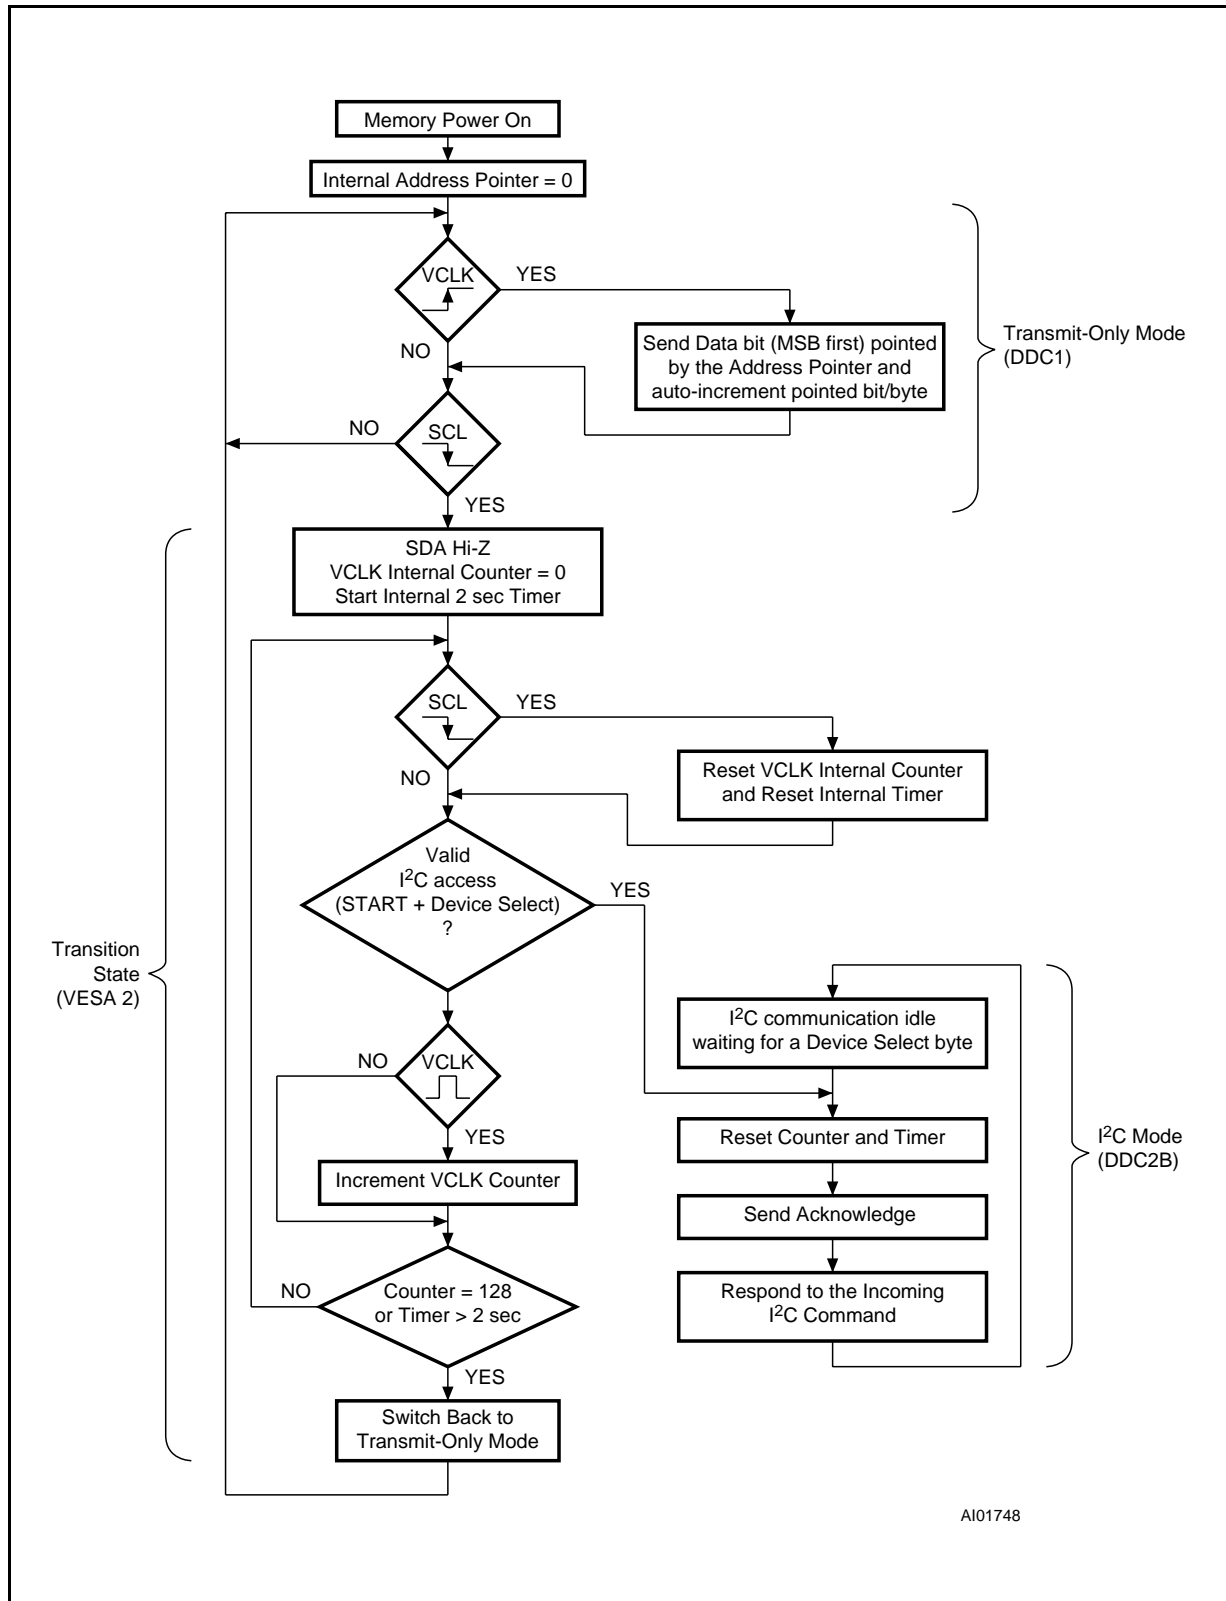 Memory Power On
Internal Address Pointer = 0
VCLK
YES
NO
Send Data bit (MSB first) pointed
by the Address Pointer and
auto-increment pointed bit/byte
Transmit-Only Mode
(DDC1)
SCL
NO
YES
SDA Hi-Z
VCLK Internal Counter = 0
Start Internal 2 sec Timer
SCL
YES
NO
Reset VCLK Internal Counter
and Reset Internal Timer
Valid
I²C access
(START + Device Select)
?
YES
Transition
State
(VESA 2)
I²C communication idle
waiting for a Device Select byte
NO
VCLK
YES
Reset Counter and Timer
I²C Mode
(DDC2B)
Increment VCLK Counter
Send Acknowledge
NO
Counter = 128
or Timer > 2 sec
Respond to the Incoming
I²C Command
YES
Switch Back to
Transmit-Only Mode
AI01748